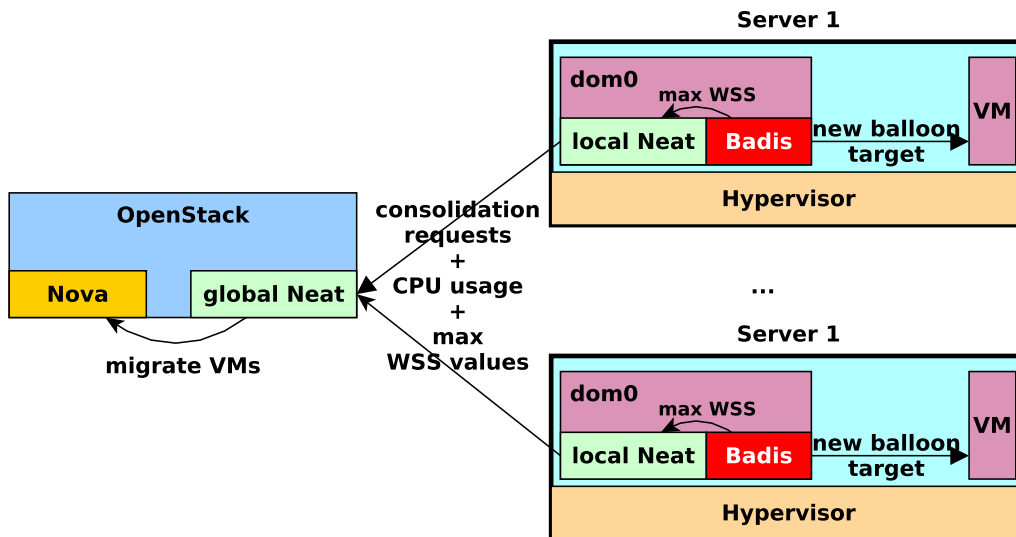 Server 1
dom0
max WSS
local Neat
Badis
new balloon
target
VM
Hypervisor
OpenStack
Nova
global Neat
migrate VMs
consolidation
requests
+
CPU usage
+
max
WSS values
...
Server 1
dom0
max WSS
local Neat
Badis
new balloon
target
VM
Hypervisor